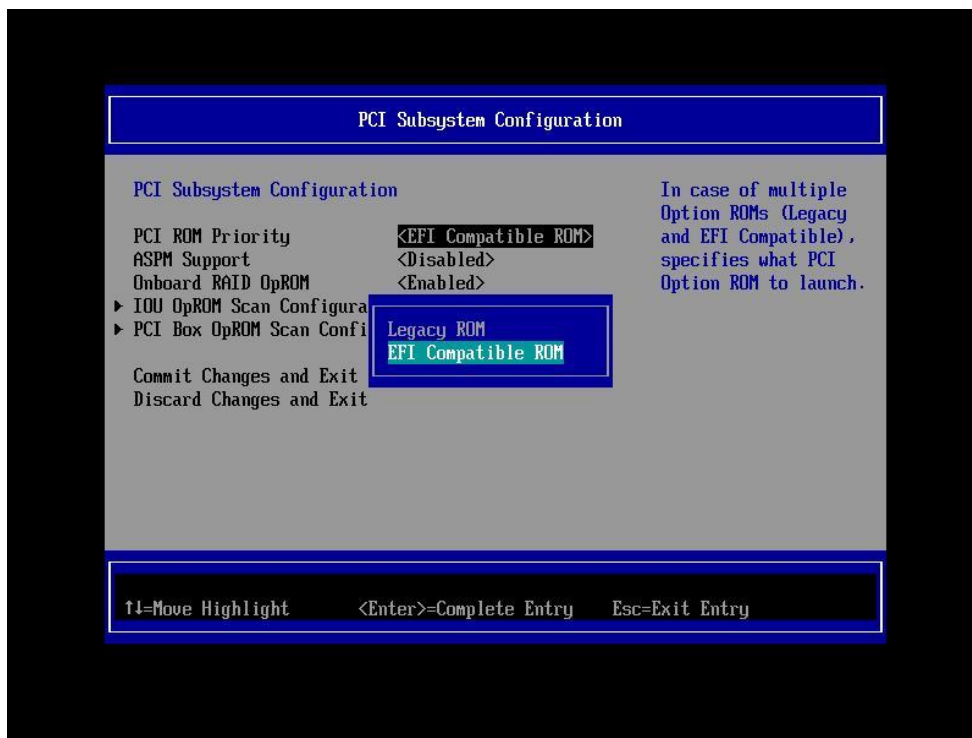 PCI Subsystem Configuration
PCI Subsystem Configuration
PCI ROM Priority <EFI Compatible ROM>
ASPM Support <Disabled>
Onboard RAID OpROM <Enabled>
▶ IOU OpROM Scan Configura
▶ PCI Box OpROM Scan Confi
Legacy ROM
EFI Compatible ROM
Commit Changes and Exit
Discard Changes and Exit
In case of multiple
Option ROMs (Legacy
and EFI Compatible),
specifies what PCI
Option ROM to launch.
↑↓=Move Highlight <Enter>=Complete Entry Esc=Exit Entry